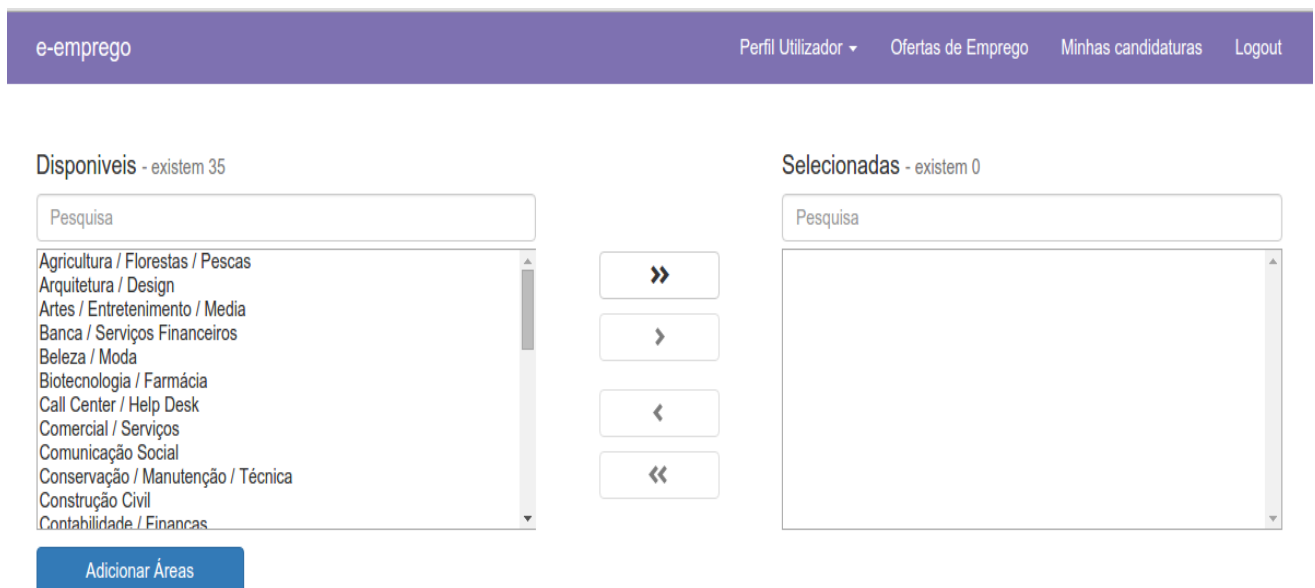 e-emprego
Perfil Utilizador
Ofertas de Emprego
Minhas candidaturas
Logout
Disponiveis - existem 35
Pesquisa
Agricultura / Florestas / Pescas
Arquitetura / Design
Artes / Entretenimento / Media
Banca / Serviços Financeiros
Beleza / Moda
Biotecnologia / Farmácia
Call Center / Help Desk
Comercial / Serviços
Comunicação Social
Conservação / Manutenção / Técnica
Construção Civil
Contabilidade / Finanças
Adicionar Áreas
»
›
‹
«
Selecionadas - existem 0
Pesquisa